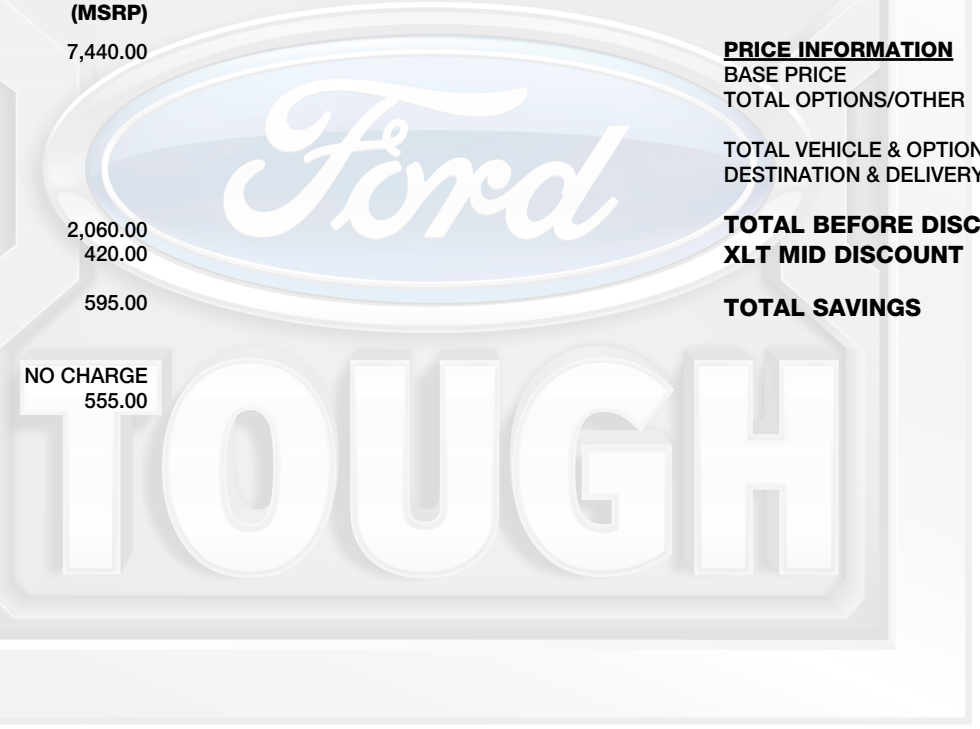 (MSRP)
7,440.00
2,060.00
420.00
595.00
NO CHARGE
555.00
PRICE INFORMATION
BASE PRICE
TOTAL OPTIONS/OTHER
TOTAL VEHICLE & OPTION
DESTINATION & DELIVERY
TOTAL BEFORE DISC
XLT MID DISCOUNT
TOTAL SAVINGS
Ford
TOUGH